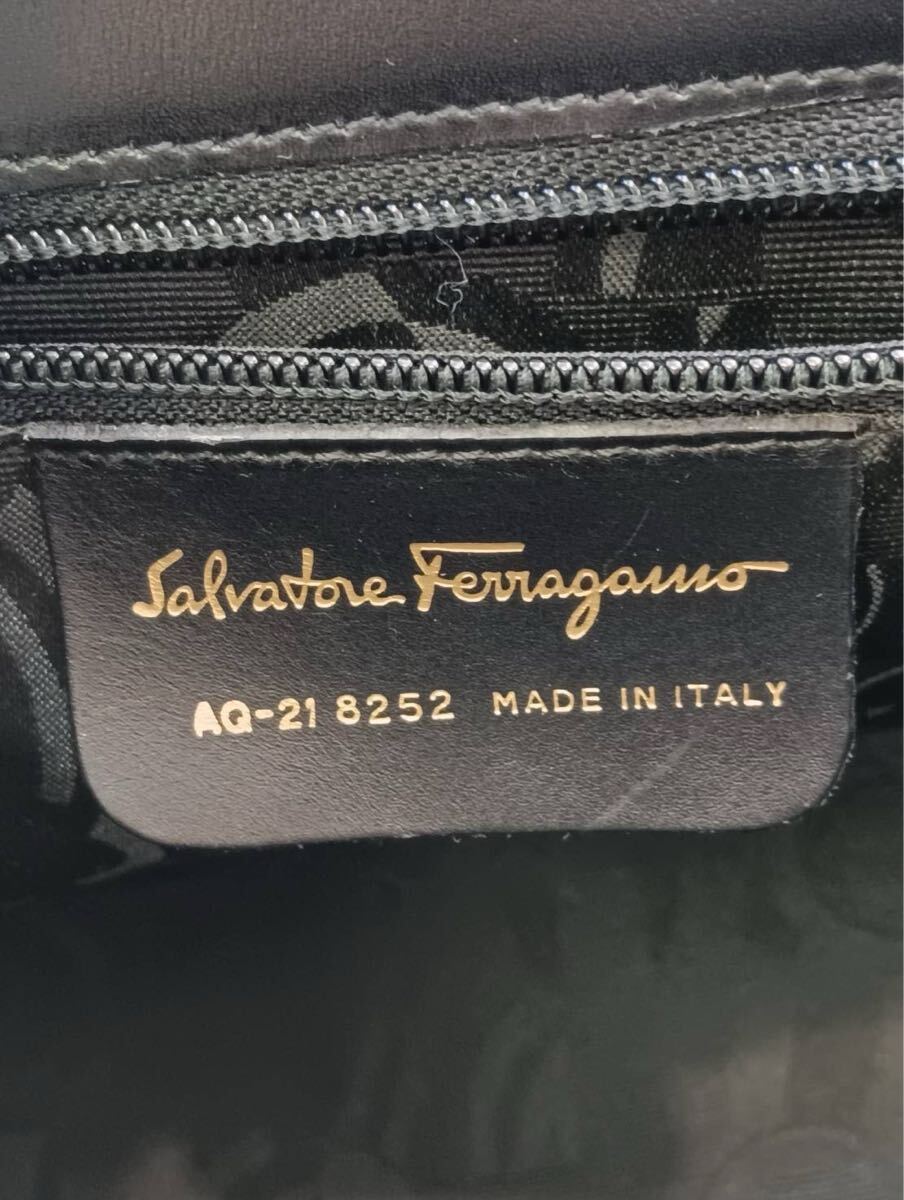 Salvatore Ferragamo
AQ-21 8252 MADE IN ITALY